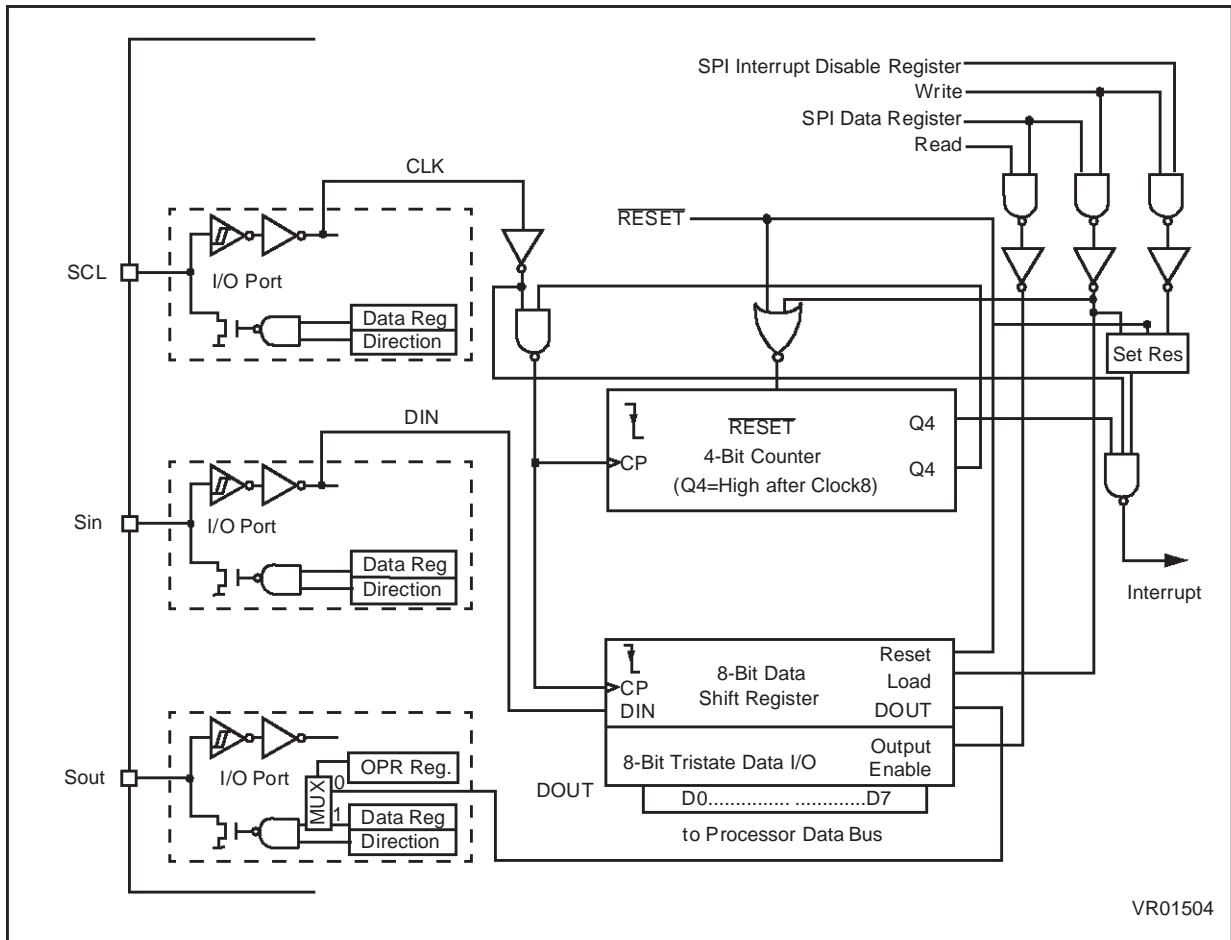 SPI Interrupt Disable Register
Write
SPI Data Register
Read
CLK
RESET
SCL
I/O Port
Data Reg
Direction
Set Res
DIN
RESET
Q4
4-Bit Counter
CP
Q4
(Q4=High after Clock8)
Sin
I/O Port
Data Reg
Direction
Interrupt
Reset
8-Bit Data
Load
CP
Shift Register
DIN
DOUT
Output
8-Bit Tristate Data I/O
Enable
Sout
I/O Port
OPR Reg.
MUX
0
1
Data Reg
Direction
DOUT
D0............... .............D7
to Processor Data Bus
VR01504